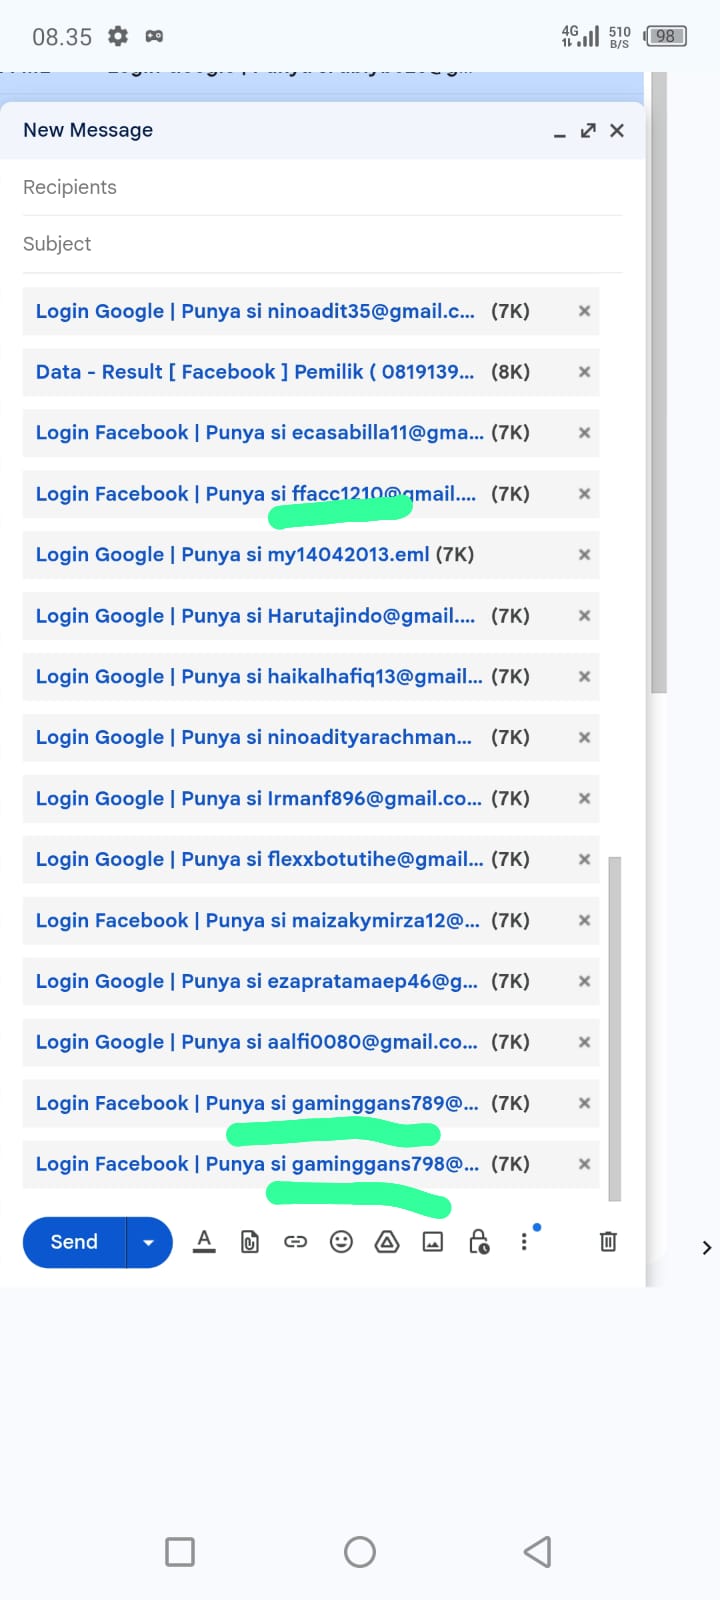 08.35
4G
510
B/S
98
New Message
Recipients
Subject
Login Google | Punya si ninoadit35@gmail.c... (7K)
Data - Result [ Facebook ] Pemilik ( 0819139... (8K)
Login Facebook | Punya si ecasabilla11@gma... (7K)
Login Facebook | Punya si ffacc1210@gmail.... (7K)
Login Google | Punya si my14042013.eml (7K)
Login Google | Punya si Harutajindo@gmail.... (7K)
Login Google | Punya si haikalhafiq13@gmail... (7K)
Login Google | Punya si ninoadityarachman... (7K)
Login Google | Punya si Irmanf896@gmail.co... (7K)
Login Google | Punya si flexxbotutihe@gmail... (7K)
Login Facebook | Punya si maizakymirza12@... (7K)
Login Google | Punya si ezapratamaep46@g... (7K)
Login Google | Punya si aalfi0080@gmail.co... (7K)
Login Facebook | Punya si gaminggans789@... (7K)
Login Facebook | Punya si gaminggans798@... (7K)
Send